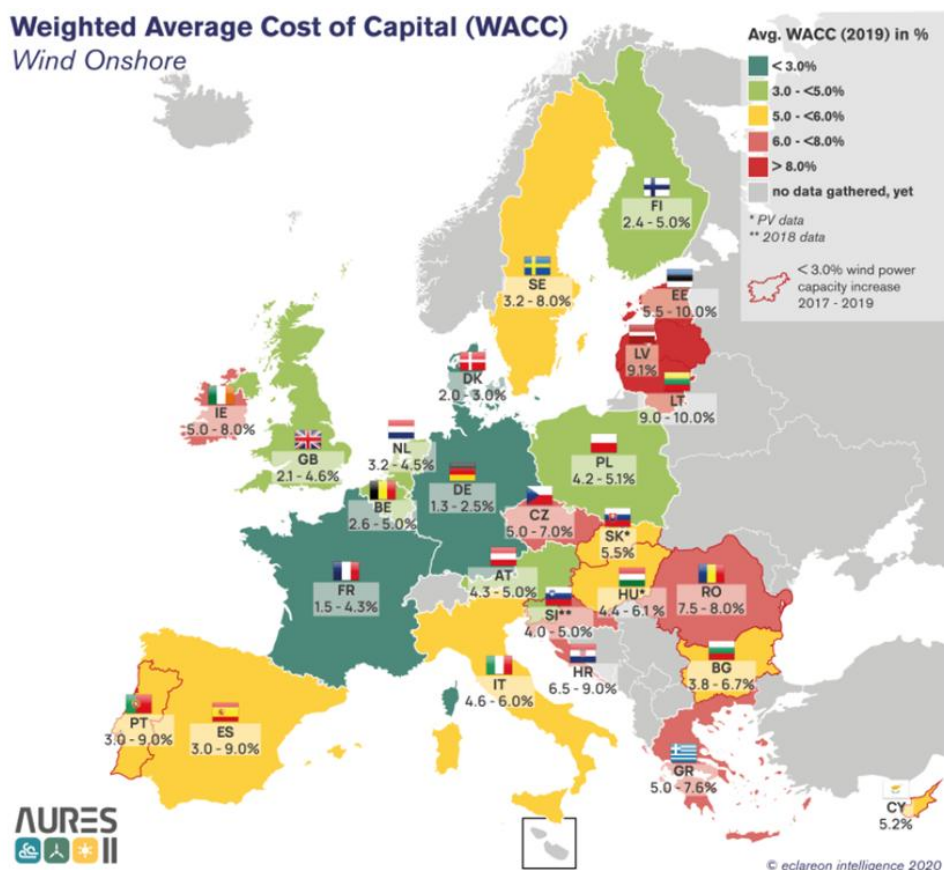 Weighted Average Cost of Capital (WACC)
Wind Onshore
Avg. WACC (2019) in %
< 3.0%
3.0 - <5.0%
5.0 - <6.0%
6.0 - <8.0%
> 8.0%
no data gathered, yet
* PV data
** 2018 data
< 3.0% wind power
capacity increase
2017 - 2019
FI
2.4 - 5.0%
SE
3.2 - 8.0%
EE
5.5 - 10.0%
LV
9.1%
LT
9.0 - 10.0%
DK
2.0 - 3.0%
IE
5.0 - 8.0%
GB
2.1 - 4.6%
NL
3.2 - 4.5%
BE
2.6 - 5.0%
DE
1.3 - 2.5%
PL
4.2 - 5.1%
CZ
5.0 - 7.0%
SK*
5.5%
AT
4.3 - 5.0%
HU*
4.4 - 6.1 %
FR
1.5 - 4.3%
SI**
4.0 - 5.0%
RO
7.5 - 8.0%
HR
6.5 - 9.0%
BG
3.8 - 6.7%
IT
4.6 - 6.0%
PT
3.0 - 9.0%
ES
3.0 - 9.0%
GR
5.0 - 7.6%
CY
5.2%
AURES
II
© eclareon intelligence 2020